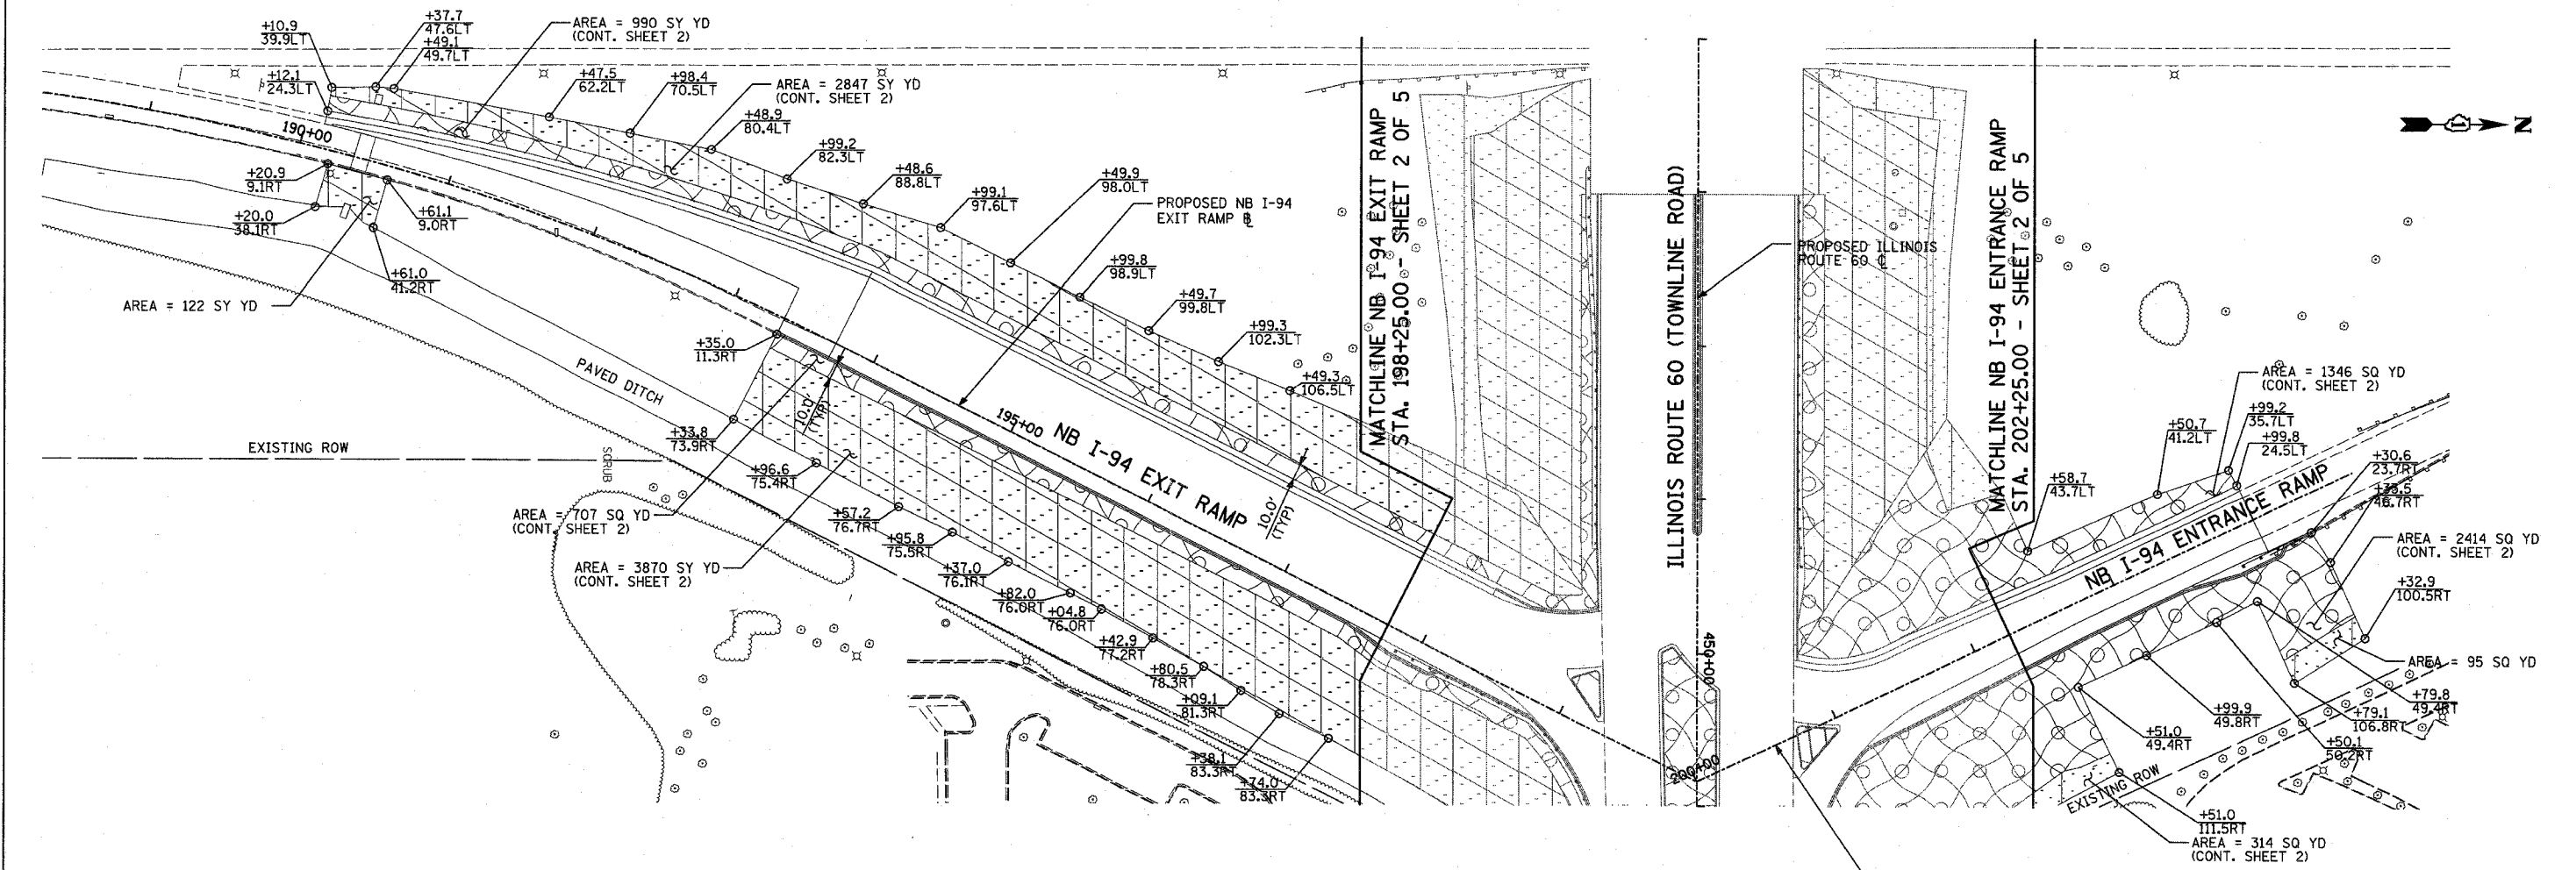 +10.9
39.9LT
+37.7
47.6LT
+49.1
49.7LT
AREA = 990 SY YD
(CONT. SHEET 2)
+12.1
24.3LT
+47.5
62.2LT
+98.4
70.5LT
AREA = 2847 SY YD
(CONT. SHEET 2)
+48.9
80.4LT
190+00
+99.2
82.3LT
+48.6
88.8LT
+99.1
97.6LT
+49.9
98.0LT
+20.9
9.1RT
+20.0
38.1RT
+61.1
9.0RT
+61.0
41.2RT
AREA = 122 SY YD
PROPOSED NB I-94
EXIT RAMP B
+99.8
98.9LT
+49.7
99.8LT
+99.3
102.3LT
+49.3
106.5LT
MATCHLINE NB I-94 EXIT RAMP
STA. 198+25.00 - SHEET 2 OF 5
ILLINOIS ROUTE 60 (TOWNLINE ROAD)
PROPOSED ILLINOIS
ROUTE 60 ℄
MATCHLINE NB I-94 ENTRANCE RAMP
STA. 202+25.00 - SHEET 2 OF 5
N
+35.0
11.3RT
PAVED DITCH
+33.8
73.9RT
10.0'
(TYP)
195+00
NB I-94 EXIT RAMP
10.0'
(TYP)
EXISTING ROW
SCRUB
+96.6
75.4RT
+57.2
76.7RT
+95.8
75.5RT
+37.0
76.1RT
+82.0
76.0RT
+04.8
76.0RT
+42.9
77.2RT
+80.5
78.3RT
+09.1
81.3RT
+38.1
83.3RT
+74.0
83.3RT
AREA = 707 SQ YD
(CONT. SHEET 2)
AREA = 3870 SY YD
(CONT. SHEET 2)
450+00
200+00
AREA = 1346 SQ YD
(CONT. SHEET 2)
+50.7
41.2LT
+99.2
35.7LT
+99.8
24.5LT
+58.7
43.7LT
+30.6
23.7RT
46.7RT
NB I-94 ENTRANCE RAMP
AREA = 2414 SQ YD
(CONT. SHEET 2)
+32.9
100.5RT
AREA = 95 SQ YD
+79.8
49.4RT
+79.1
106.8RT
+99.9
49.8RT
+50.1
50.2RT
+51.0
49.4RT
EXISTING ROW
+51.0
111.5RT
AREA = 314 SQ YD
(CONT. SHEET 2)